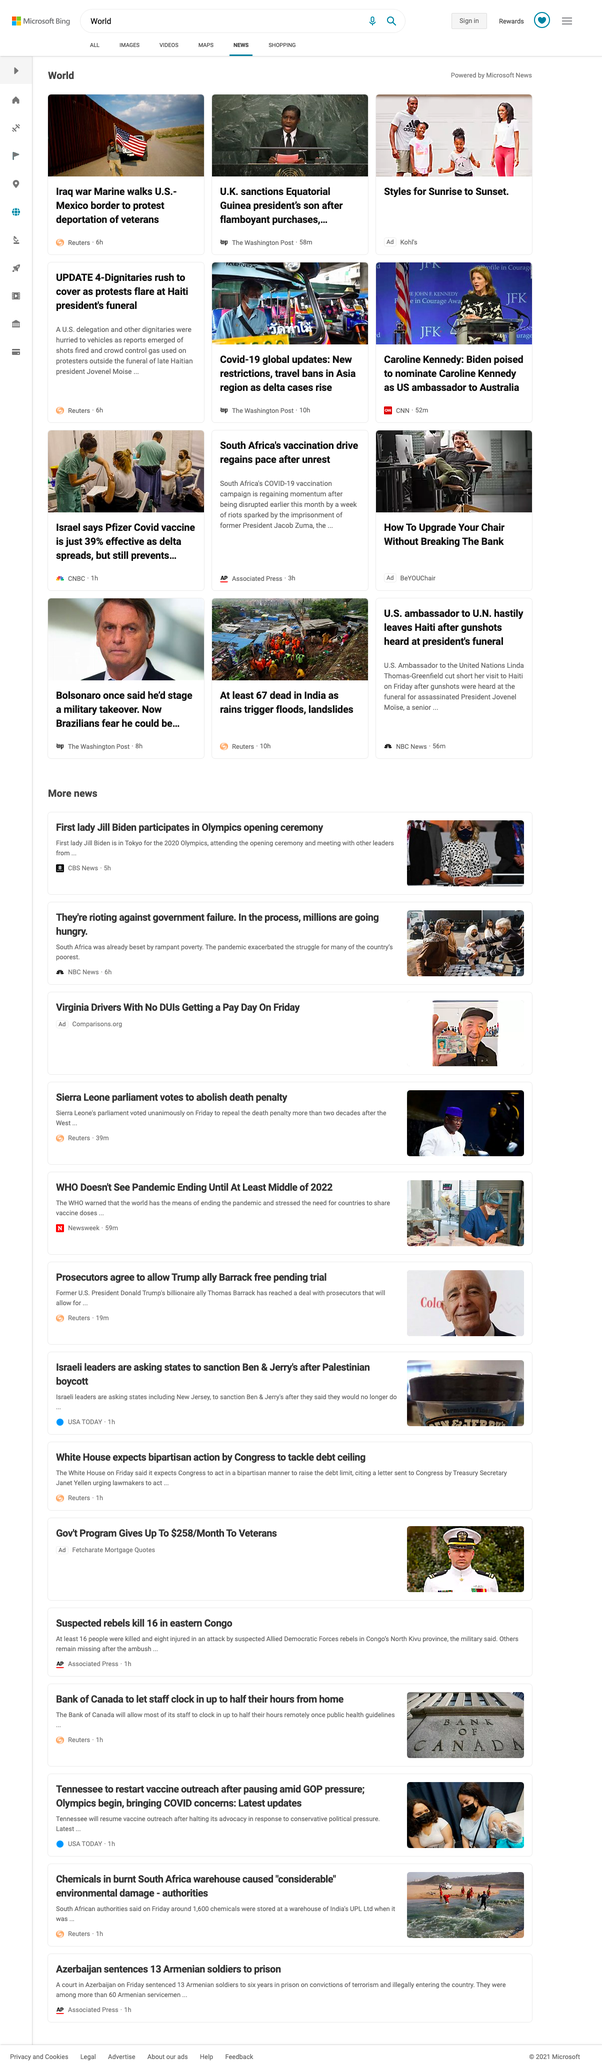 Microsoft Bing
World
Sign in
Rewards
ALL
IMAGES
VIDEOS
MAPS
NEWS
SHOPPING
World
Powered by Microsoft News
Iraq war Marine walks U.S.-
Mexico border to protest
deportation of veterans
Reuters · 6h
U.K. sanctions Equatorial
Guinea president's son after
flamboyant purchases,...
wp The Washington Post · 58m
Styles for Sunrise to Sunset.
Ad Kohl's
UPDATE 4-Dignitaries rush to
cover as protests flare at Haiti
president's funeral
A U.S. delegation and other dignitaries were
hurried to vehicles as reports emerged of
shots fired and crowd control gas used on
protesters outside the funeral of late Haitian
president Jovenel Moise ...
Reuters · 6h
Covid-19 global updates: New
restrictions, travel bans in Asia
region as delta cases rise
wp The Washington Post · 10h
JFK
JFK
Caroline Kennedy: Biden poised
to nominate Caroline Kennedy
as US ambassador to Australia
CNN CNN · 52m
Israel says Pfizer Covid vaccine
is just 39% effective as delta
spreads, but still prevents...
CNBC · 1h
South Africa's vaccination drive
regains pace after unrest
South Africa's COVID-19 vaccination
campaign is regaining momentum after
being disrupted earlier this month by a week
of riots sparked by the imprisonment of
former President Jacob Zuma, the ...
AP Associated Press · 3h
How To Upgrade Your Chair
Without Breaking The Bank
Ad BeYOUChair
Bolsonaro once said he'd stage
a military takeover. Now
Brazilians fear he could be...
wp The Washington Post · 8h
At least 67 dead in India as
rains trigger floods, landslides
Reuters · 10h
U.S. ambassador to U.N. hastily
leaves Haiti after gunshots
heard at president's funeral
U.S. Ambassador to the United Nations Linda
Thomas-Greenfield cut short her visit to Haiti
on Friday after gunshots were heard at the
funeral for assassinated President Jovenel
Moïse, a senior ...
NBC News · 56m
More news
First lady Jill Biden participates in Olympics opening ceremony
First lady Jill Biden is in Tokyo for the 2020 Olympics, attending the opening ceremony and meeting with other leaders
from ...
CBS News · 5h
They're rioting against government failure. In the process, millions are going
hungry.
South Africa was already beset by rampant poverty. The pandemic exacerbated the struggle for many of the country's
poorest.
NBC News · 6h
Virginia Drivers With No DUIs Getting a Pay Day On Friday
Ad Comparisons.org
Sierra Leone parliament votes to abolish death penalty
Sierra Leone's parliament voted unanimously on Friday to repeal the death penalty more than two decades after the
West ...
Reuters · 39m
WHO Doesn't See Pandemic Ending Until At Least Middle of 2022
The WHO warned that the world has the means of ending the pandemic and stressed the need for countries to share
vaccine doses ...
N Newsweek · 59m
Prosecutors agree to allow Trump ally Barrack free pending trial
Former U.S. President Donald Trump's billionaire ally Thomas Barrack has reached a deal with prosecutors that will
allow for ...
Reuters · 19m
Israeli leaders are asking states to sanction Ben & Jerry's after Palestinian
boycott
Israeli leaders are asking states including New Jersey, to sanction Ben & Jerry's after they said they would no longer do
...
USA TODAY · 1h
White House expects bipartisan action by Congress to tackle debt ceiling
The White House on Friday said it expects Congress to act in a bipartisan manner to raise the debt limit, citing a letter sent to Congress by Treasury Secretary
Janet Yellen urging lawmakers to act ...
Reuters · 1h
Gov't Program Gives Up To $258/Month To Veterans
Ad Fetcharate Mortgage Quotes
Suspected rebels kill 16 in eastern Congo
At least 16 people were killed and eight injured in an attack by suspected Allied Democratic Forces rebels in Congo's North Kivu province, the military said. Others
remain missing after the ambush ...
AP Associated Press · 1h
Bank of Canada to let staff clock in up to half their hours from home
The Bank of Canada will allow most of its staff to clock in up to half their hours remotely once public health guidelines
...
Reuters · 1h
BANK
OF
CANADA
Tennessee to restart vaccine outreach after pausing amid GOP pressure;
Olympics begin, bringing COVID concerns: Latest updates
Tennessee will resume vaccine outreach after halting its advocacy in response to conservative political pressure.
Latest ...
USA TODAY · 1h
Chemicals in burnt South Africa warehouse caused "considerable"
environmental damage - authorities
South African authorities said on Friday around 1,600 chemicals were stored at a warehouse of India's UPL Ltd when it
was ...
Reuters · 1h
Azerbaijan sentences 13 Armenian soldiers to prison
A court in Azerbaijan on Friday sentenced 13 Armenian soldiers to six years in prison on convictions of terrorism and illegally entering the country. They were
among more than 60 Armenian servicemen ...
AP Associated Press · 1h
Privacy and Cookies
Legal
Advertise
About our ads
Help
Feedback
© 2021 Microsoft